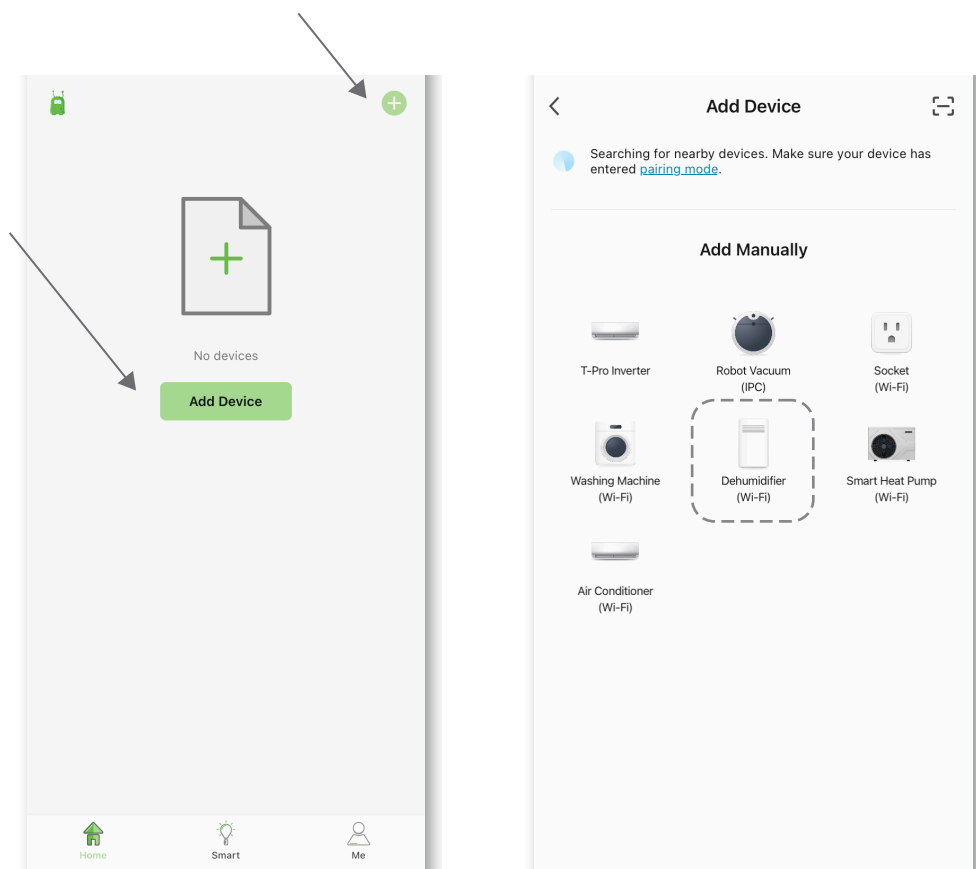 No devices
Add Device
Home
Smart
Me
Add Device
Searching for nearby devices. Make sure your device has
entered pairing mode.
Add Manually
T-Pro Inverter
Robot Vacuum
(IPC)
Socket
(Wi-Fi)
Washing Machine
(Wi-Fi)
Dehumidifier
(Wi-Fi)
Smart Heat Pump
(Wi-Fi)
Air Conditioner
(Wi-Fi)